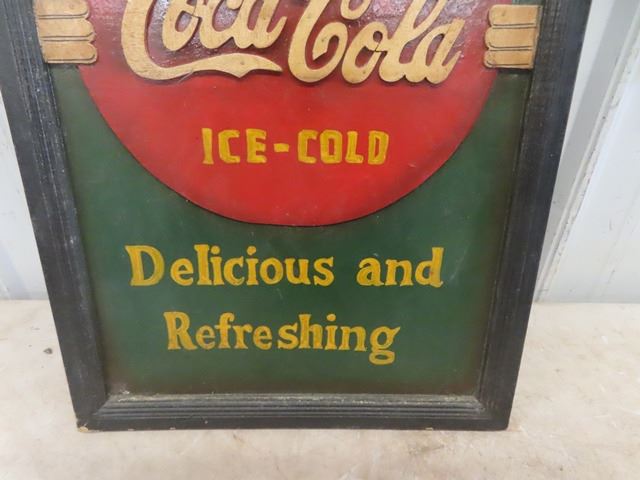 Coca-Cola
ICE-COLD
Delicious and
Refreshing